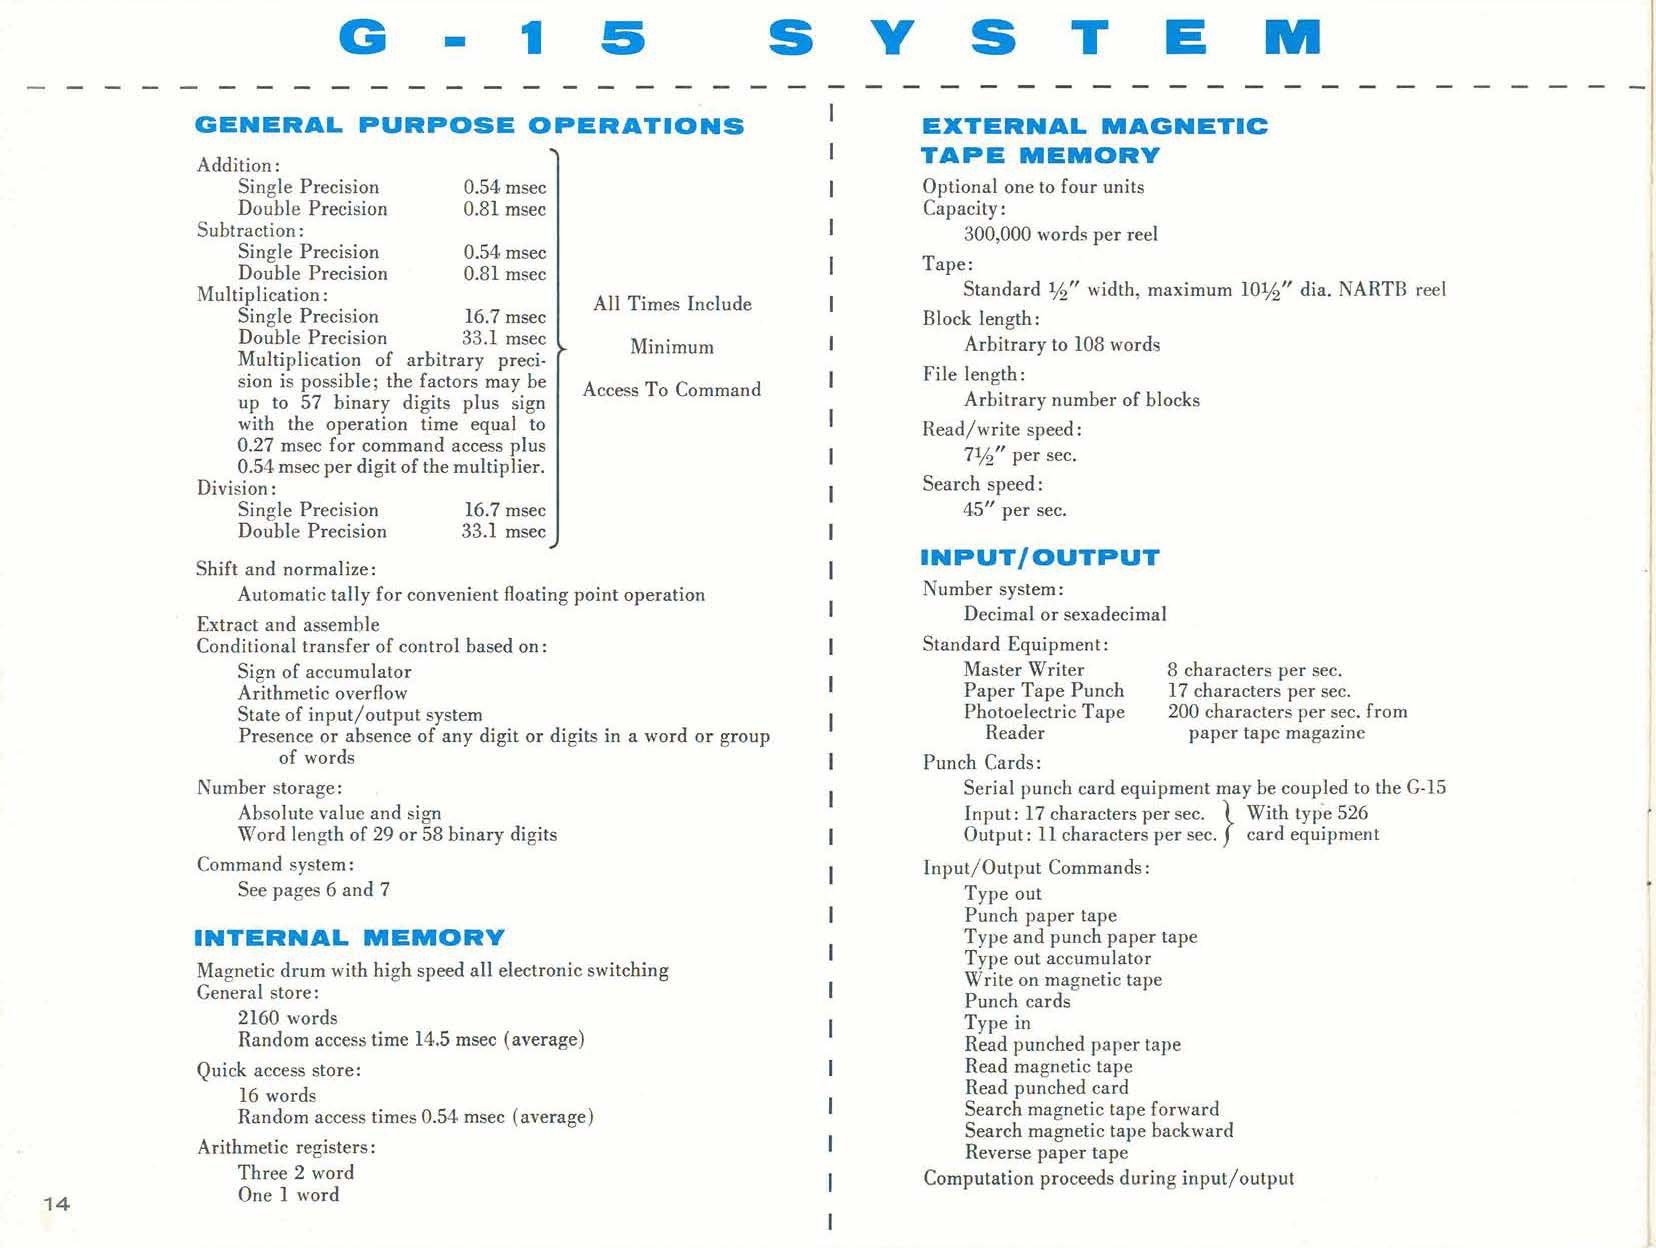 G - 15 SYSTEM
GENERAL PURPOSE OPERATIONS
Addition:
Single Precision 0.54 msec
Double Precision 0.81 msec
Subtraction:
Single Precision 0.54 msec
Double Precision 0.81 msec
Multiplication:
Single Precision 16.7 msec
Double Precision 33.1 msec
Multiplication of arbitrary preci-
sion is possible; the factors may be
up to 57 binary digits plus sign
with the operation time equal to
0.27 msec for command access plus
0.54 msec per digit of the multiplier.
Division:
Single Precision 16.7 msec
Double Precision 33.1 msec
All Times Include
Minimum
Access To Command
Shift and normalize:
Automatic tally for convenient floating point operation
Extract and assemble
Conditional transfer of control based on:
Sign of accumulator
Arithmetic overflow
State of input/output system
Presence or absence of any digit or digits in a word or group
of words
Number storage:
Absolute value and sign
Word length of 29 or 58 binary digits
Command system:
See pages 6 and 7
INTERNAL MEMORY
Magnetic drum with high speed all electronic switching
General store:
2160 words
Random access time 14.5 msec (average)
Quick access store:
16 words
Random access times 0.54 msec (average)
Arithmetic registers:
Three 2 word
One 1 word
14
EXTERNAL MAGNETIC
TAPE MEMORY
Optional one to four units
Capacity:
300,000 words per reel
Tape:
Standard ½" width, maximum 10½" dia. NARTB reel
Block length:
Arbitrary to 108 words
File length:
Arbitrary number of blocks
Read/write speed:
7½" per sec.
Search speed:
45" per sec.
INPUT/OUTPUT
Number system:
Decimal or sexadecimal
Standard Equipment:
Master Writer 8 characters per sec.
Paper Tape Punch 17 characters per sec.
Photoelectric Tape 200 characters per sec. from
Reader paper tape magazine
Punch Cards:
Serial punch card equipment may be coupled to the G-15
Input: 17 characters per sec. } With type 526
Output: 11 characters per sec. } card equipment
Input/Output Commands:
Type out
Punch paper tape
Type and punch paper tape
Type out accumulator
Write on magnetic tape
Punch cards
Type in
Read punched paper tape
Read magnetic tape
Read punched card
Search magnetic tape forward
Search magnetic tape backward
Reverse paper tape
Computation proceeds during input/output